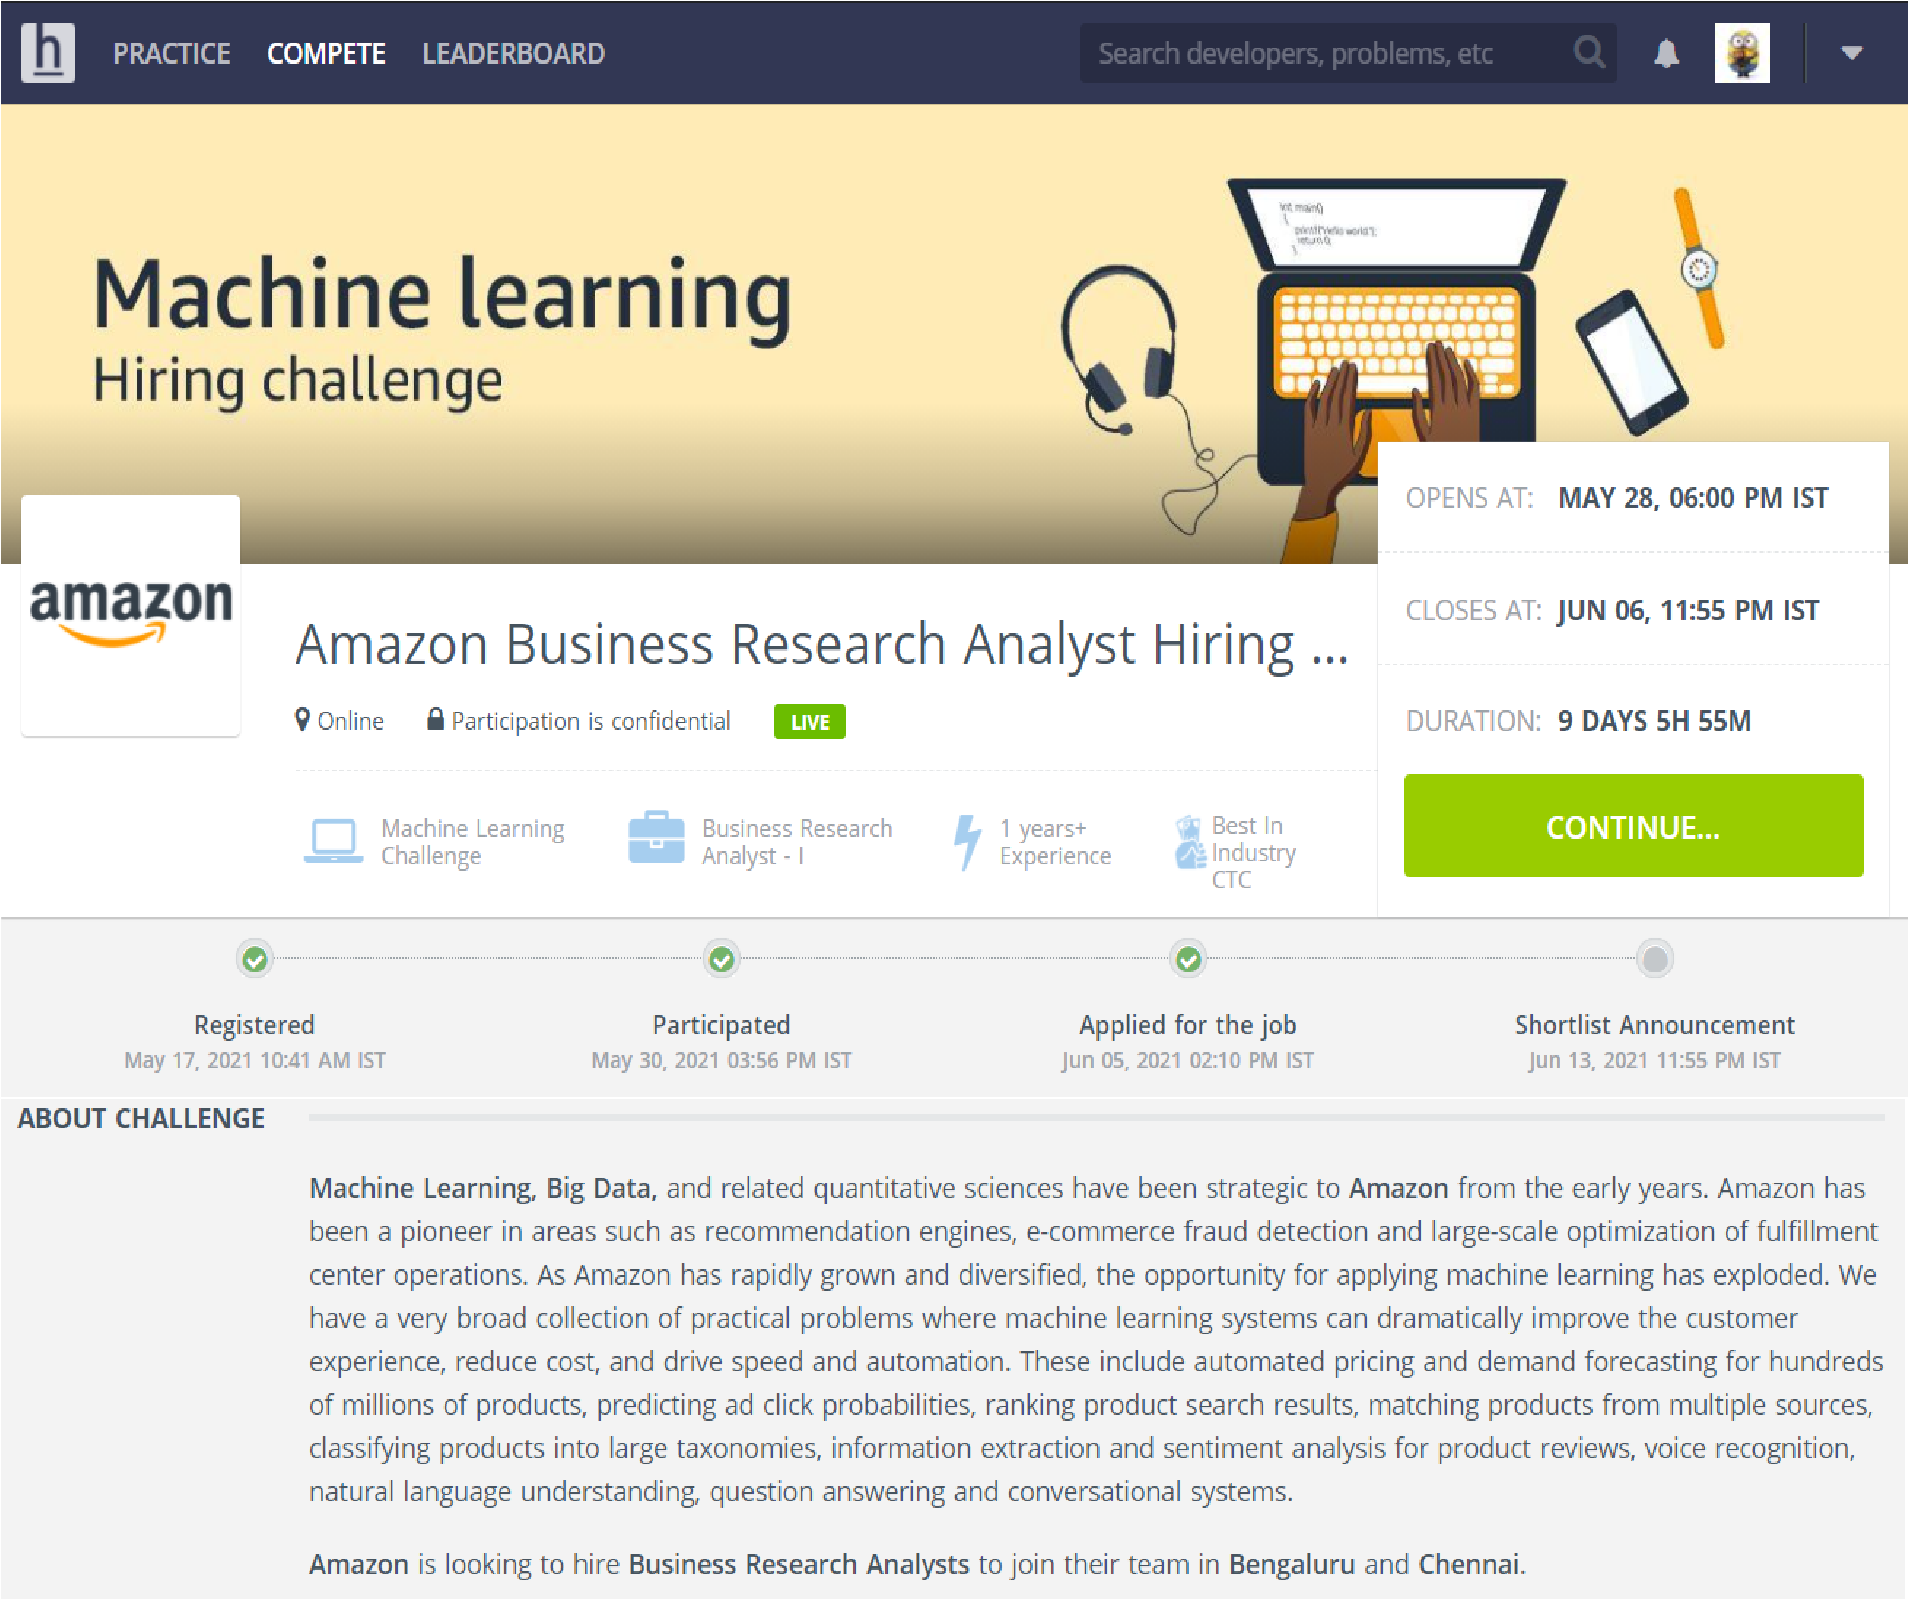 h PRACTICE COMPETE LEADERBOARD Search developers, problems, etc
int main()
{
printf("Hello world");
return 0;
}
Machine learning
Hiring challenge
OPENS AT: MAY 28, 06:00 PM IST
CLOSES AT: JUN 06, 11:55 PM IST
DURATION: 9 DAYS 5H 55M
CONTINUE...
amazon
Amazon Business Research Analyst Hiring ...
Online Participation is confidential LIVE
Machine Learning
Challenge
Business Research
Analyst - I
1 years+
Experience
Best In
Industry
CTC
Registered
May 17, 2021 10:41 AM IST
Participated
May 30, 2021 03:56 PM IST
Applied for the job
Jun 05, 2021 02:10 PM IST
Shortlist Announcement
Jun 13, 2021 11:55 PM IST
ABOUT CHALLENGE
Machine Learning, Big Data, and related quantitative sciences have been strategic to Amazon from the early years. Amazon has
been a pioneer in areas such as recommendation engines, e-commerce fraud detection and large-scale optimization of fulfillment
center operations. As Amazon has rapidly grown and diversified, the opportunity for applying machine learning has exploded. We
have a very broad collection of practical problems where machine learning systems can dramatically improve the customer
experience, reduce cost, and drive speed and automation. These include automated pricing and demand forecasting for hundreds
of millions of products, predicting ad click probabilities, ranking product search results, matching products from multiple sources,
classifying products into large taxonomies, information extraction and sentiment analysis for product reviews, voice recognition,
natural language understanding, question answering and conversational systems.
Amazon is looking to hire Business Research Analysts to join their team in Bengaluru and Chennai.